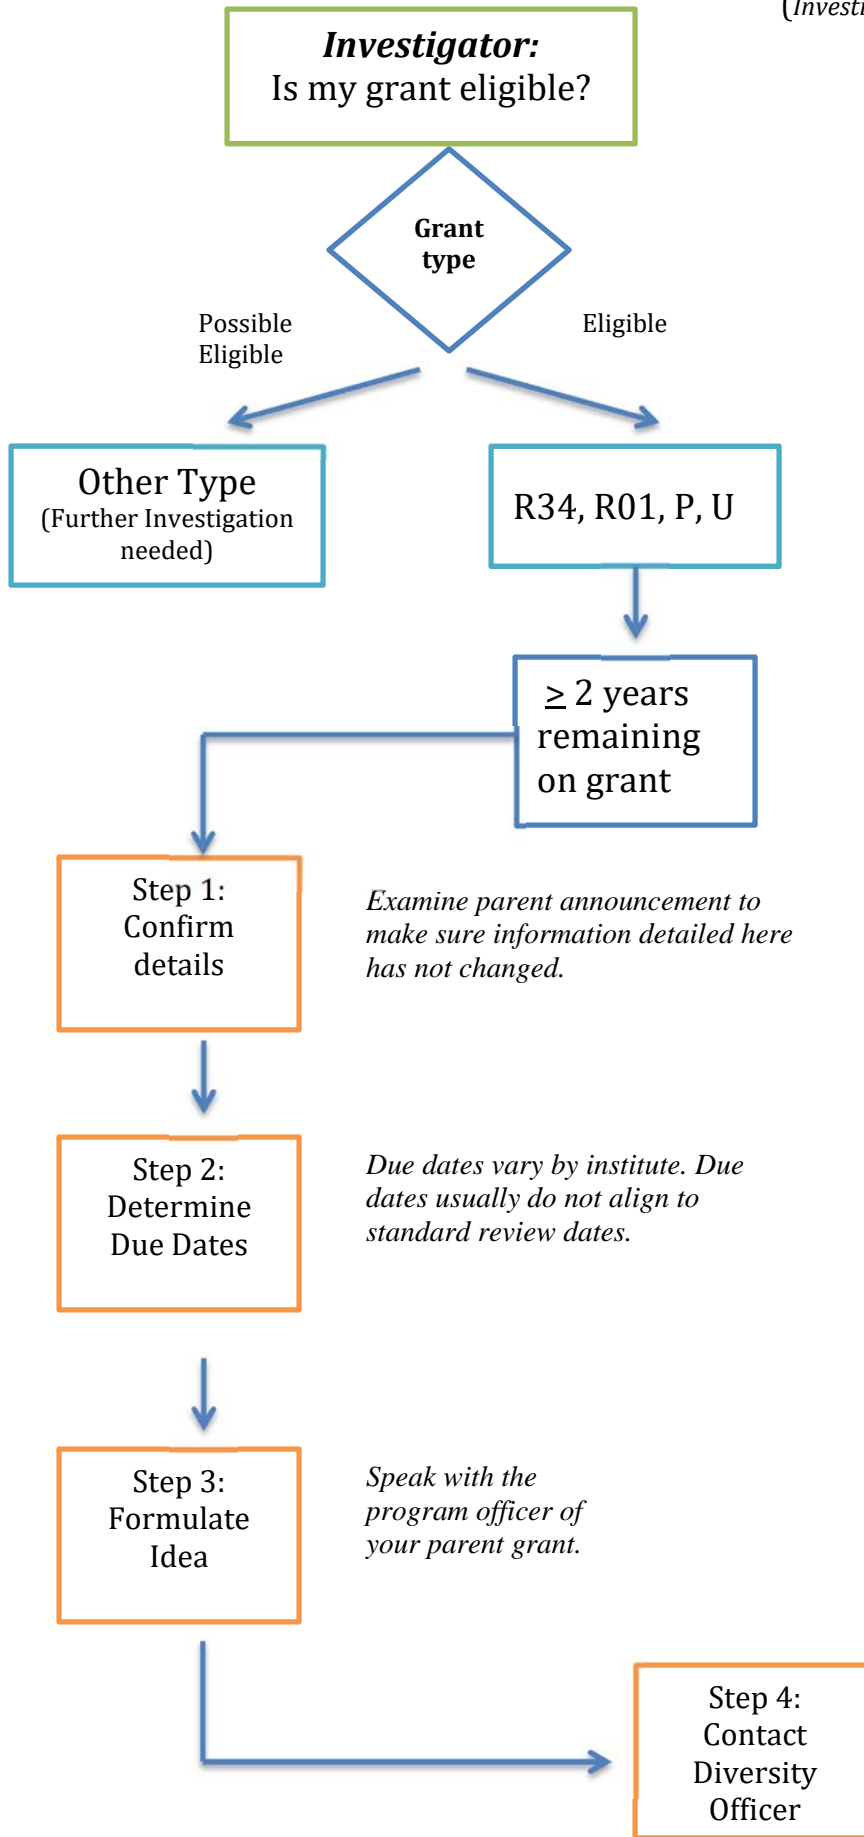 (Investi
Investigator:
Is my grant eligible?
Grant
type
Possible
Eligible
Eligible
Other Type
(Further Investigation
needed)
R34, R01, P, U
≥ 2 years
remaining
on grant
Step 1:
Confirm
details
Examine parent announcement to
make sure information detailed here
has not changed.
Step 2:
Determine
Due Dates
Due dates vary by institute. Due
dates usually do not align to
standard review dates.
Step 3:
Formulate
Idea
Speak with the
program officer of
your parent grant.
Step 4:
Contact
Diversity
Officer